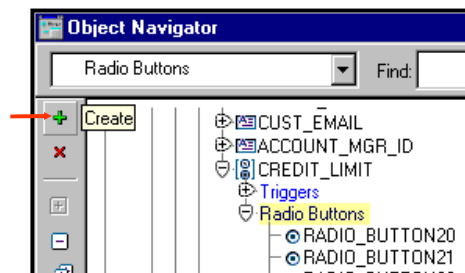 Object Navigator
Radio Buttons
Find:
Create
CUST_EMAIL
ACCOUNT_MGR_ID
CREDIT_LIMIT
Triggers
Radio Buttons
RADIO_BUTTON20
RADIO_BUTTON21